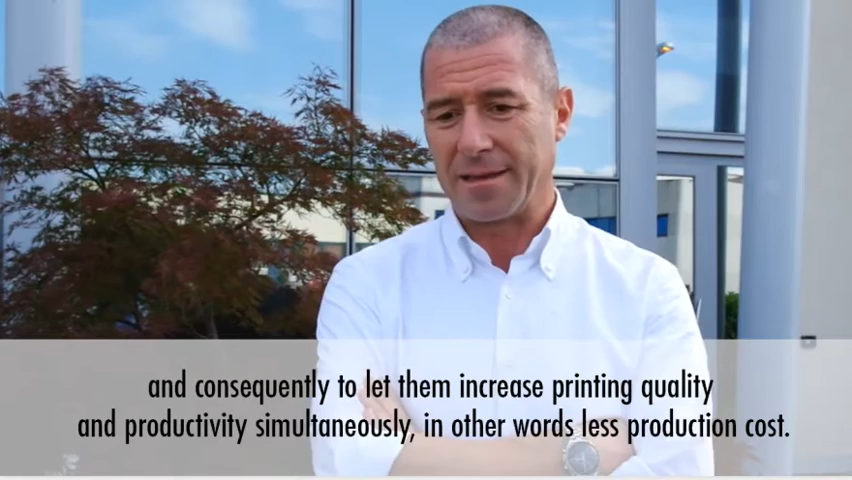 and consequently to let them increase printing quality
and productivity simultaneously, in other words less production cost.